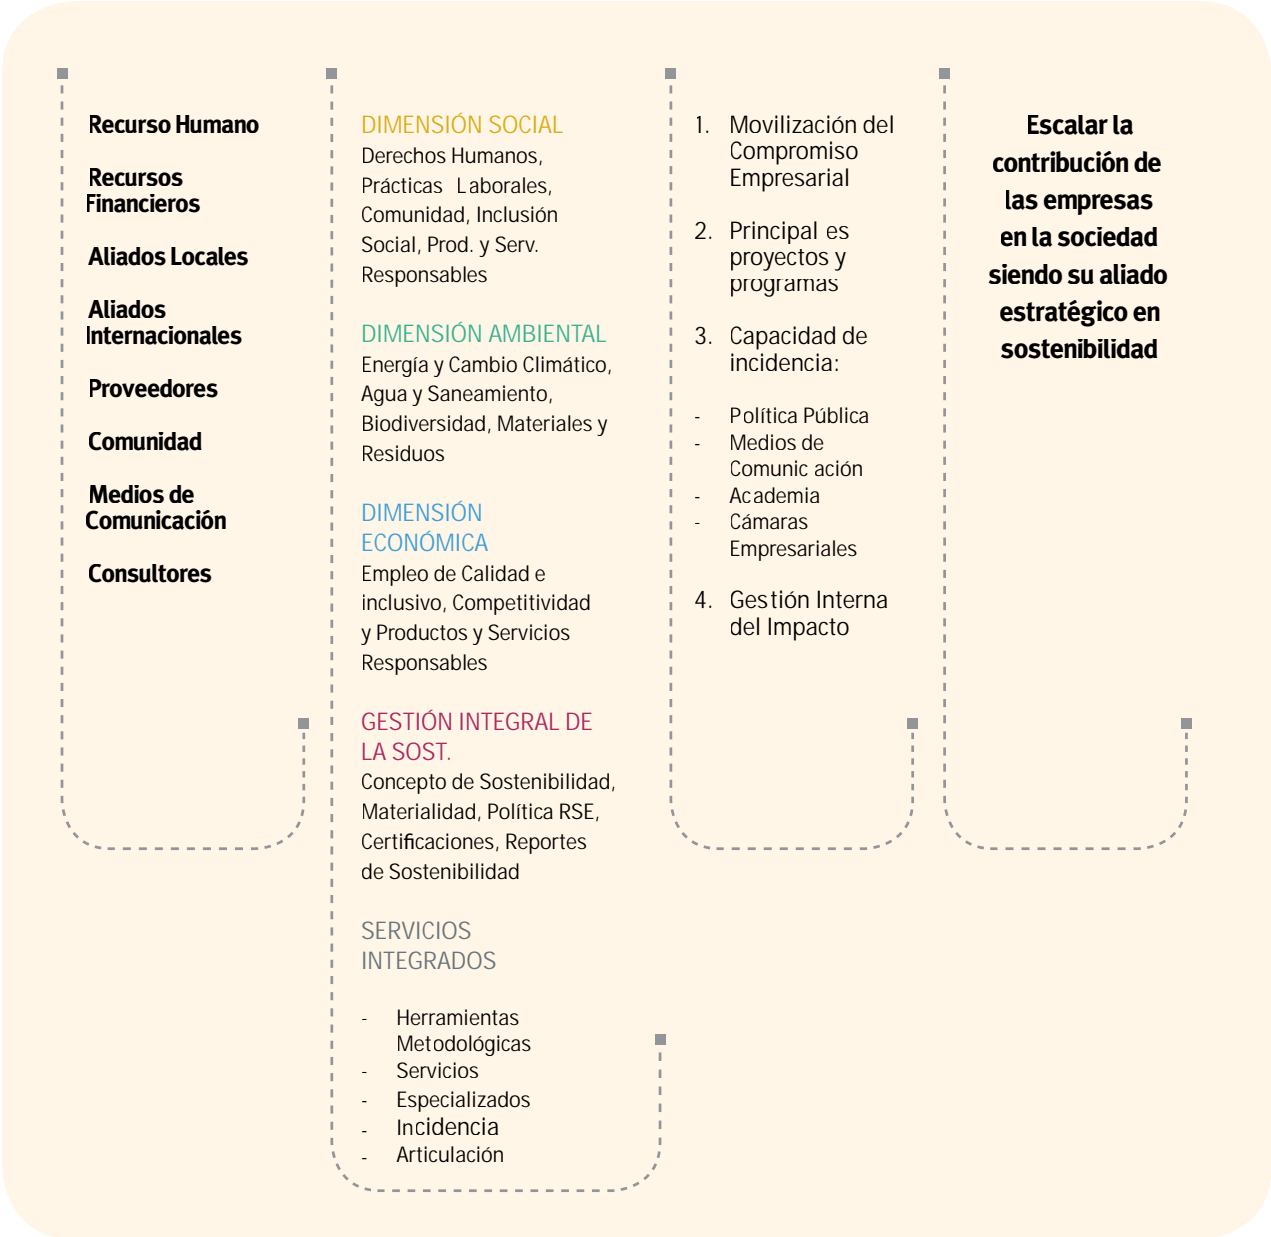 Recurso Humano
Recursos
Financieros
Aliados Locales
Aliados
Internacionales
Proveedores
Comunidad
Medios de
Comunicación
Consultores
DIMENSIÓN SOCIAL
Derechos Humanos,
Prácticas Laborales,
Comunidad, Inclusión
Social, Prod. y Serv.
Responsables
DIMENSIÓN AMBIENTAL
Energía y Cambio Climático,
Agua y Saneamiento,
Biodiversidad, Materiales y
Residuos
DIMENSIÓN
ECONÓMICA
Empleo de Calidad e
inclusivo, Competitividad
y Productos y Servicios
Responsables
GESTIÓN INTEGRAL DE
LA SOST.
Concepto de Sostenibilidad,
Materialidad, Política RSE,
Certificaciones, Reportes
de Sostenibilidad
SERVICIOS
INTEGRADOS
- Herramientas
Metodológicas
- Servicios
- Especializados
- Incidencia
- Articulación
1. Movilización del
Compromiso
Empresarial
2. Principal es
proyectos y
programas
3. Capacidad de
incidencia:
- Política Pública
- Medios de
Comunic ación
- Academia
- Cámaras
Empresariales
4. Gestión Interna
del Impacto
Escalar la
contribución de
las empresas
en la sociedad
siendo su aliado
estratégico en
sostenibilidad